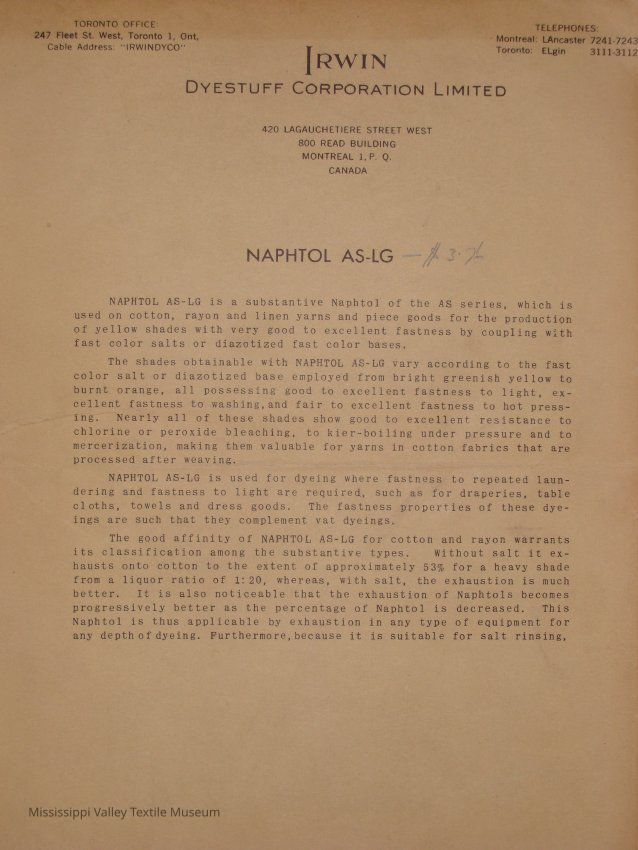 TORONTO OFFICE:
247 Fleet St. West, Toronto 1, Ont,
Cable Address: "IRWINDYCO"
TELEPHONES:
Montreal: LAncaster 7241-7243
Toronto: ELgin 3111-3112
IRWIN
DYESTUFF CORPORATION LIMITED
420 LAGAUCHETIERE STREET WEST
800 READ BUILDING
MONTREAL 1, P. Q.
CANADA
NAPHTOL AS-LG
NAPHTOL AS-LG is a substantive Naphtol of the AS series, which is
used on cotton, rayon and linen yarns and piece goods for the production
of yellow shades with very good to excellent fastness by coupling with
fast color salts or diazotized fast color bases.
The shades obtainable with NAPHTOL AS-LG vary according to the fast
color salt or diazotized base employed from bright greenish yellow to
burnt orange, all possessing good to excellent fastness to light, ex-
cellent fastness to washing,and fair to excellent fastness to hot press-
ing. Nearly all of these shades show good to excellent resistance to
chlorine or peroxide bleaching, to kier-boiling under pressure and to
mercerization, making them valuable for yarns in cotton fabrics that are
processed after weaving.
NAPHTOL AS-LG is used for dyeing where fastness to repeated laun-
dering and fastness to light are required, such as for draperies, table
cloths, towels and dress goods. The fastness properties of these dye-
ings are such that they complement vat dyeings.
The good affinity of NAPHTOL AS-LG for cotton and rayon warrants
its classification among the substantive types. Without salt it ex-
hausts onto cotton to the extent of approximately 53% for a heavy shade
from a liquor ratio of 1:20, whereas, with salt, the exhaustion is much
better. It is also noticeable that the exhaustion of Naphtols becomes
progressively better as the percentage of Naphtol is decreased. This
Naphtol is thus applicable by exhaustion in any type of equipment for
any depth of dyeing. Furthermore,because it is suitable for salt rinsing,
Mississippi Valley Textile Museum